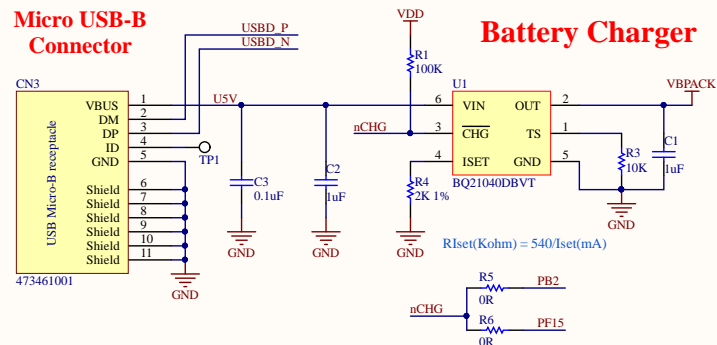 Micro USB-B
Connector
Battery Charger
USBD_P
USBD_N
VDD
CN3
R1
100K
U1
VBPACK
VBUS 1 U5V
DM 2
DP 3
ID 4
TP1
GND 5
Shield 6
Shield 7
Shield 8
Shield 9
Shield 10
Shield 11
USB Micro-B receptacle
473461001
GND
C3
0.1uF
GND
C2
1uF
GND
nCHG
6 VIN OUT 2
3 CHG TS 1
4 ISET GND 5
BQ21040DBVT
R4
2K 1%
GND
R3
10K
C1
1uF
GND
RIset(Kohm) = 540/Iset(mA)
nCHG
R5
0R
PB2
R6
0R
PF15